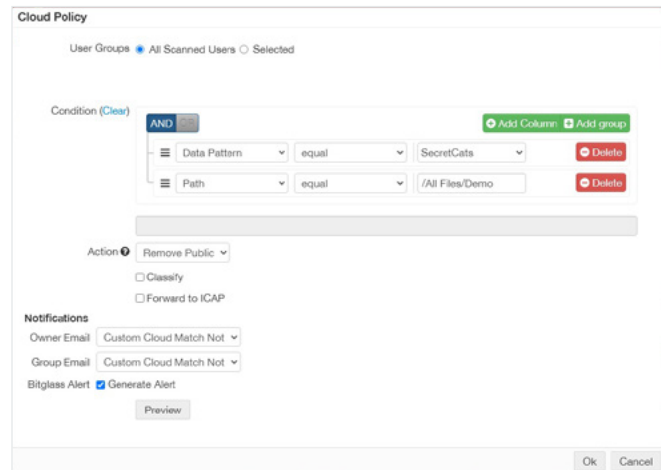 Cloud Policy
User Groups All Scanned Users Selected
Condition (Clear)
AND OR Add Column Add group
Data Pattern equal SecretCats Delete
Path equal /All Files/Demo Delete
Action Remove Public
Classify
Forward to ICAP
Notifications
Owner Email Custom Cloud Match Not
Group Email Custom Cloud Match Not
Bitglass Alert Generate Alert
Preview
Ok Cancel